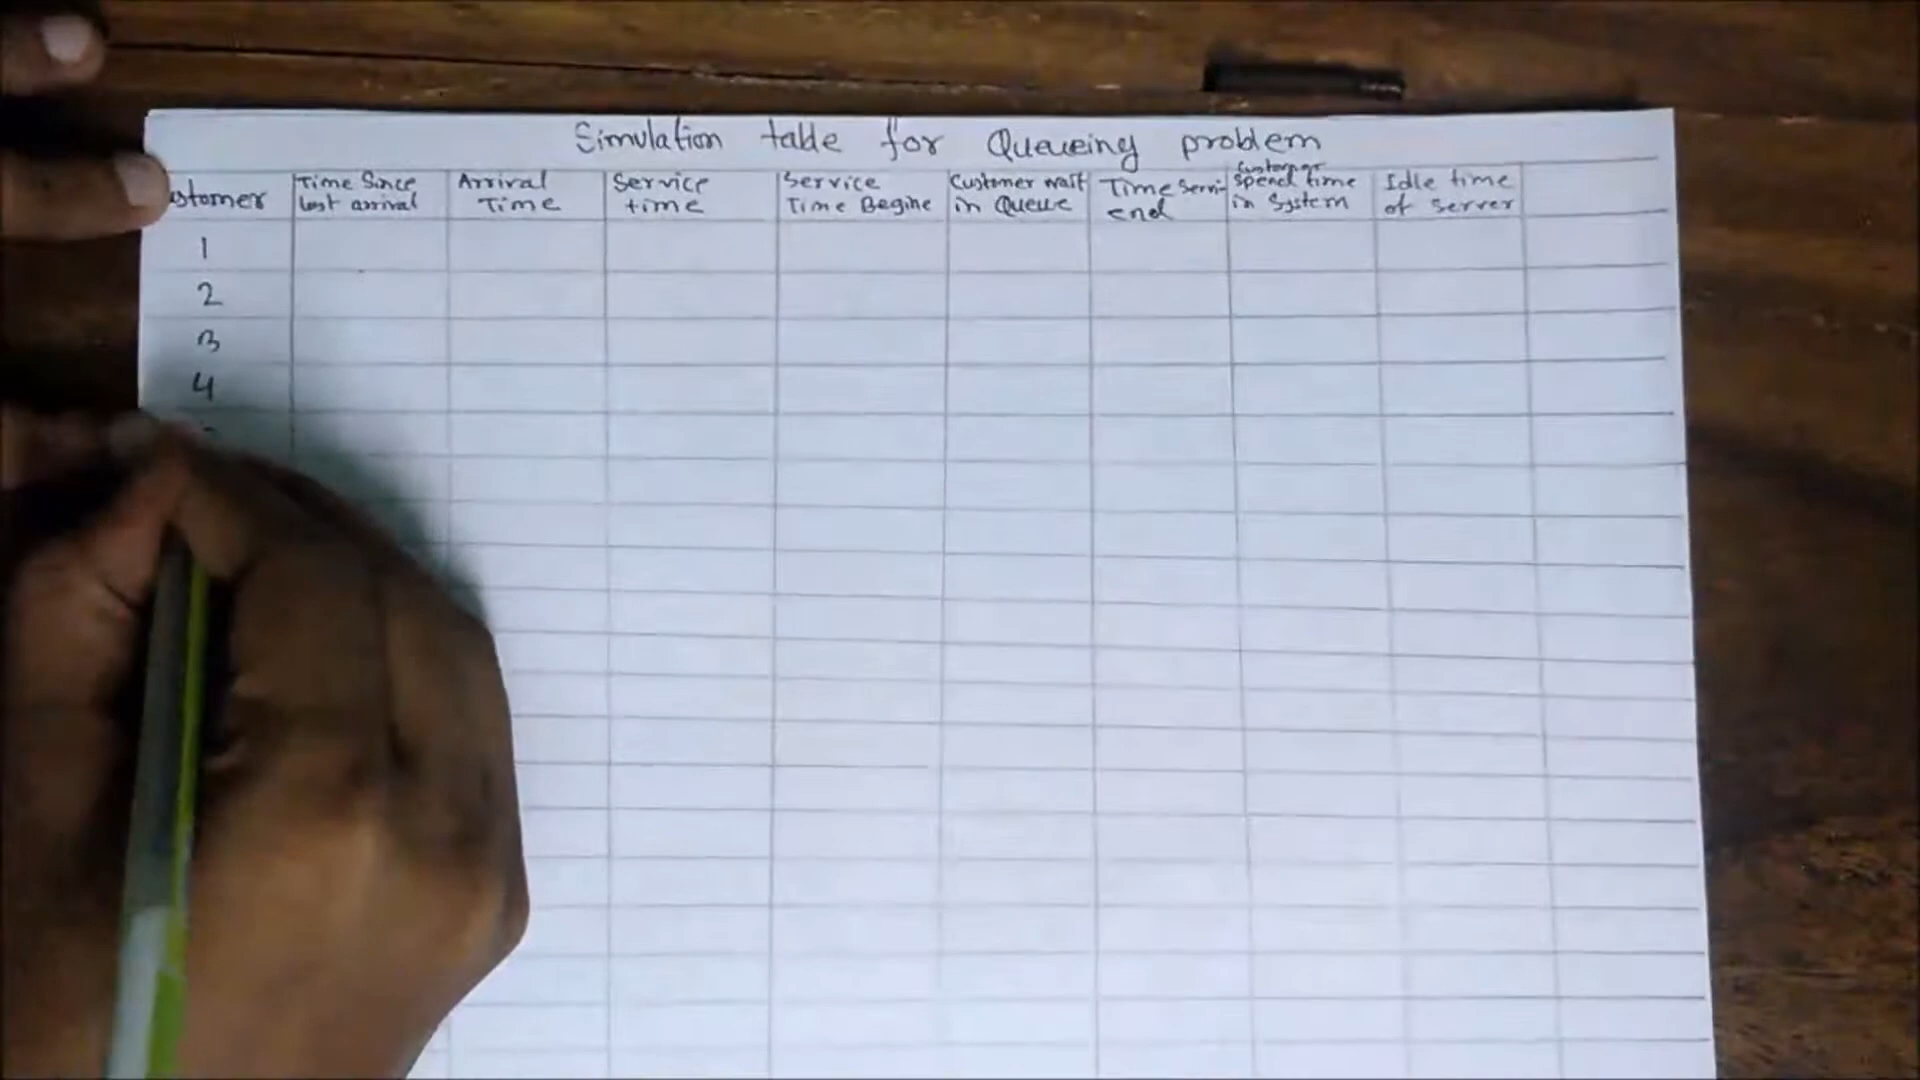 Simulation table for Queueing problem
stomer
Time Since
last arrival
Arrival
Time
Service
time
Service
Time Begine
Customer wait
in Queue
Time Servi
end
Customer
spend time
in System
Idle time
of server
1
2
3
4